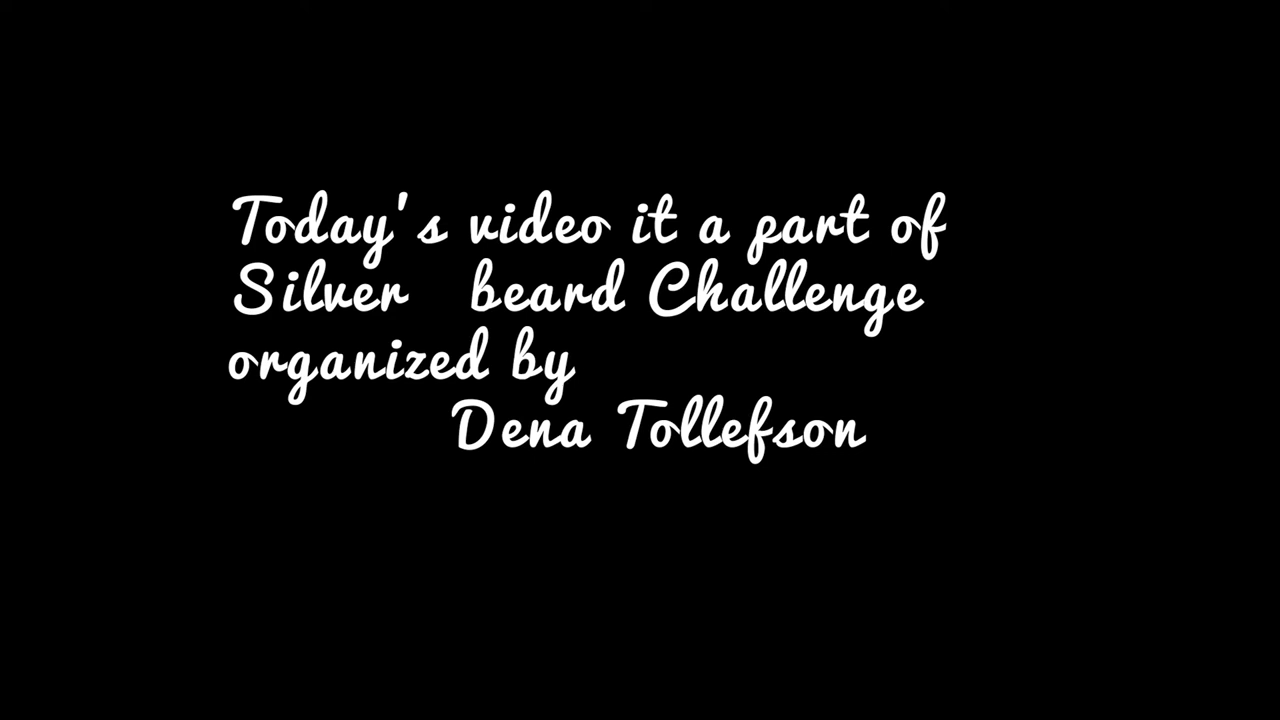 Today's video it a part of
Silver beard Challenge
organized by
Dena Tollefson